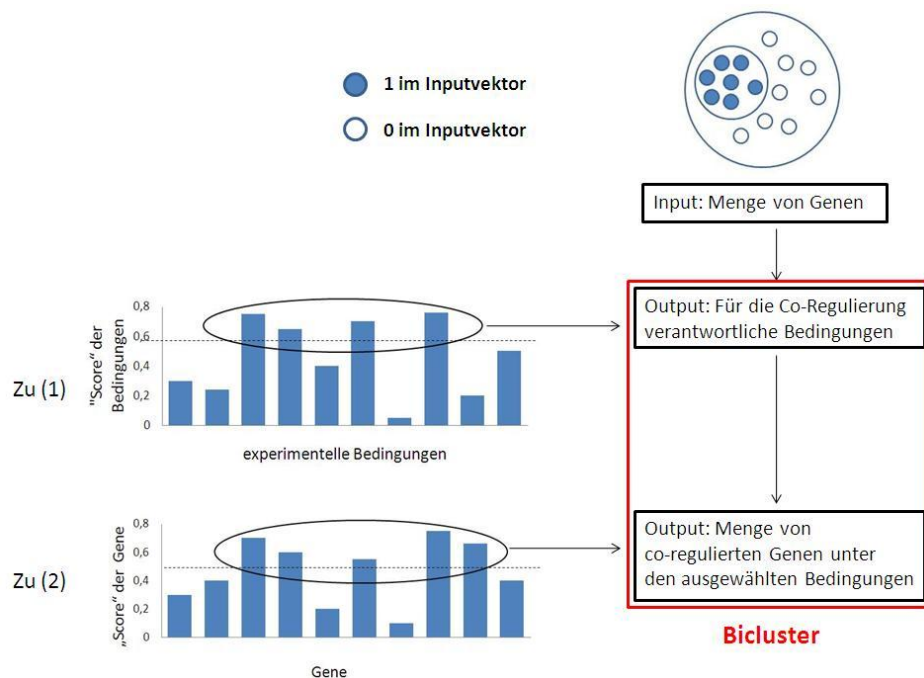 1 im Inputvektor
0 im Inputvektor
Input: Menge von Genen
Zu (1)
"Score“ der
Bedingungen
0,8
0,6
0,4
0,2
0
experimentelle Bedingungen
Output: Für die Co-Regulierung
verantwortliche Bedingungen
Zu (2)
„Score“ der Gene
0,8
0,6
0,4
0,2
0
Gene
Output: Menge von
co-regulierten Genen unter
den ausgewählten Bedingungen
Bicluster